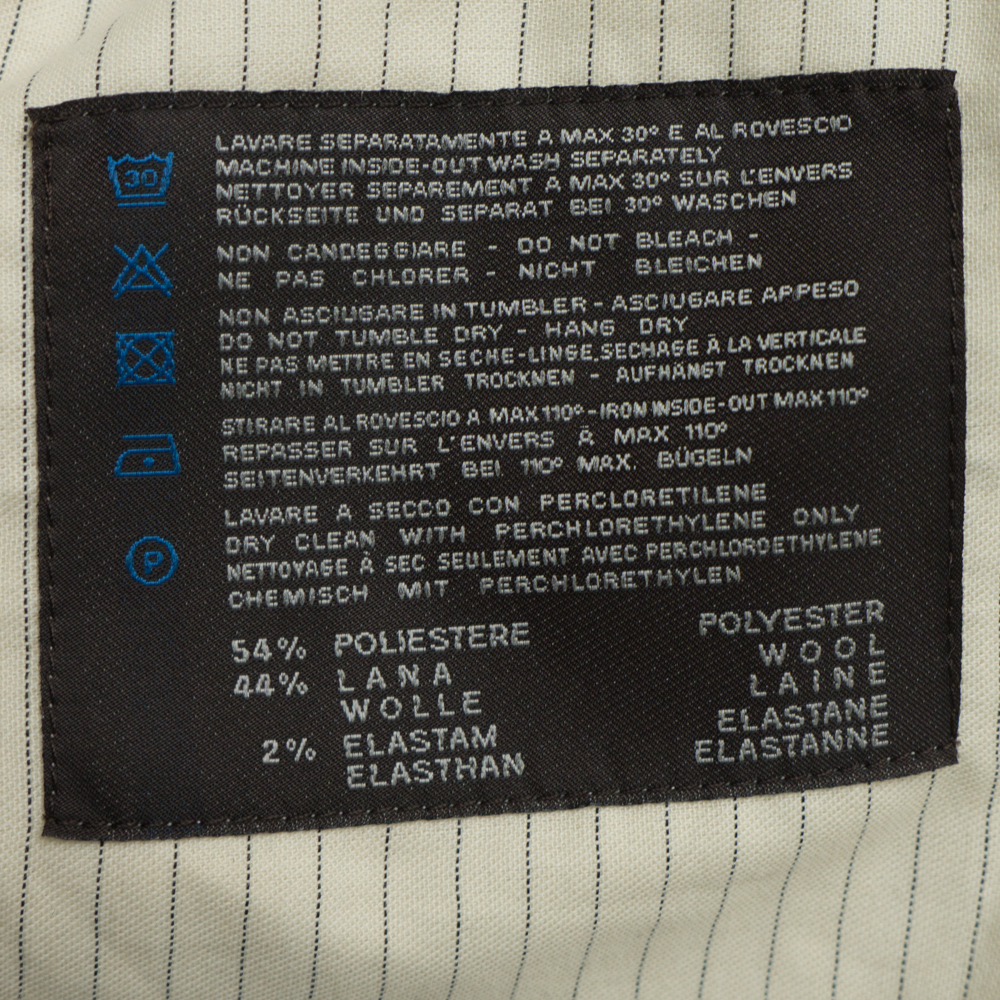 30
LAVARE SEPARATAMENTE A MAX 30° E AL ROVESCIO
MACHINE INSIDE-OUT WASH SEPARATELY
NETTOYER SEPAREMENT A MAX 30° SUR L'ENVERS
RÜCKSEITE UND SEPARAT BEI 30° WASCHEN
NON CANDEGGIARE - DO NOT BLEACH -
NE PAS CHLORER - NICHT BLEICHEN
NON ASCIUGARE IN TUMBLER - ASCIUGARE APPESO
DO NOT TUMBLE DRY - HANG DRY
NE PAS METTRE EN SECHE-LINGE.SECHAGE À LA VERTICALE
NICHT IN TUMBLER TROCKNEN - AUFHÄNGT TROCKNEN
STIRARE AL ROVESCIO A MAX 110° - IRON INSIDE-OUT MAX 110°
REPASSER SUR L'ENVERS À MAX 110°
SEITENVERKEHRT BEI 110° MAX. BÜGELN
P
LAVARE A SECCO CON PERCLORETILENE
DRY CLEAN WITH PERCHLORETHYLENE ONLY
NETTOYAGE À SEC SEULEMENT AVEC PERCHLOROETHYLENE
CHEMISCH MIT PERCHLORETHYLEN
54% POLIESTERE POLYESTER
44% LANA WOOL
WOLLE LAINE
2% ELASTAM ELASTANE
ELASTHAN ELASTANNE